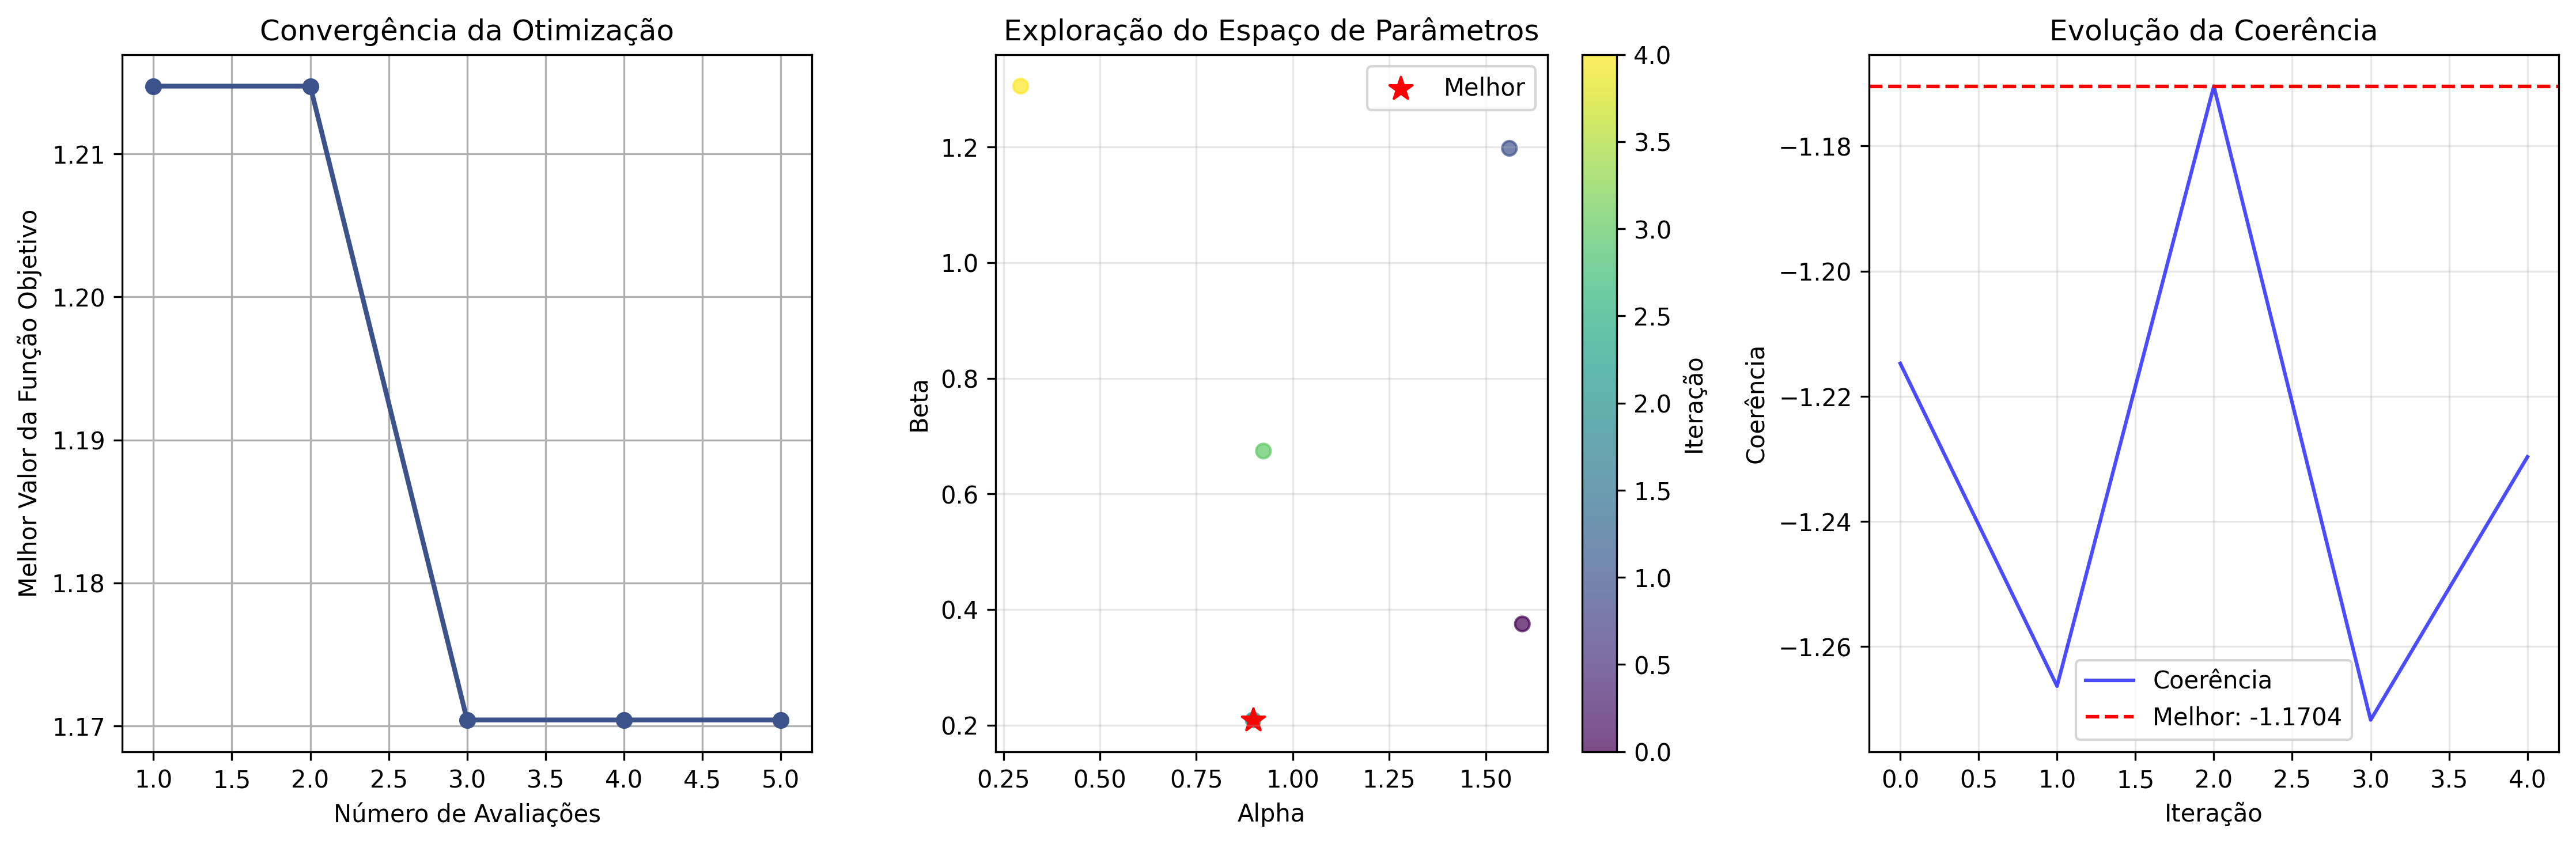 Convergência da Otimização
Melhor Valor da Função Objetivo
1.21
1.20
1.19
1.18
1.17
1.0 1.5 2.0 2.5 3.0 3.5 4.0 4.5 5.0
Número de Avaliações
Exploração do Espaço de Parâmetros
Melhor
Beta
1.2
1.0
0.8
0.6
0.4
0.2
0.25 0.50 0.75 1.00 1.25 1.50
Alpha
4.0
3.5
3.0
2.5
2.0
1.5
1.0
0.5
0.0
Iteração
Evolução da Coerência
Coerência
−1.18
−1.20
−1.22
−1.24
−1.26
Coerência
Melhor: -1.1704
0.0 0.5 1.0 1.5 2.0 2.5 3.0 3.5 4.0
Iteração